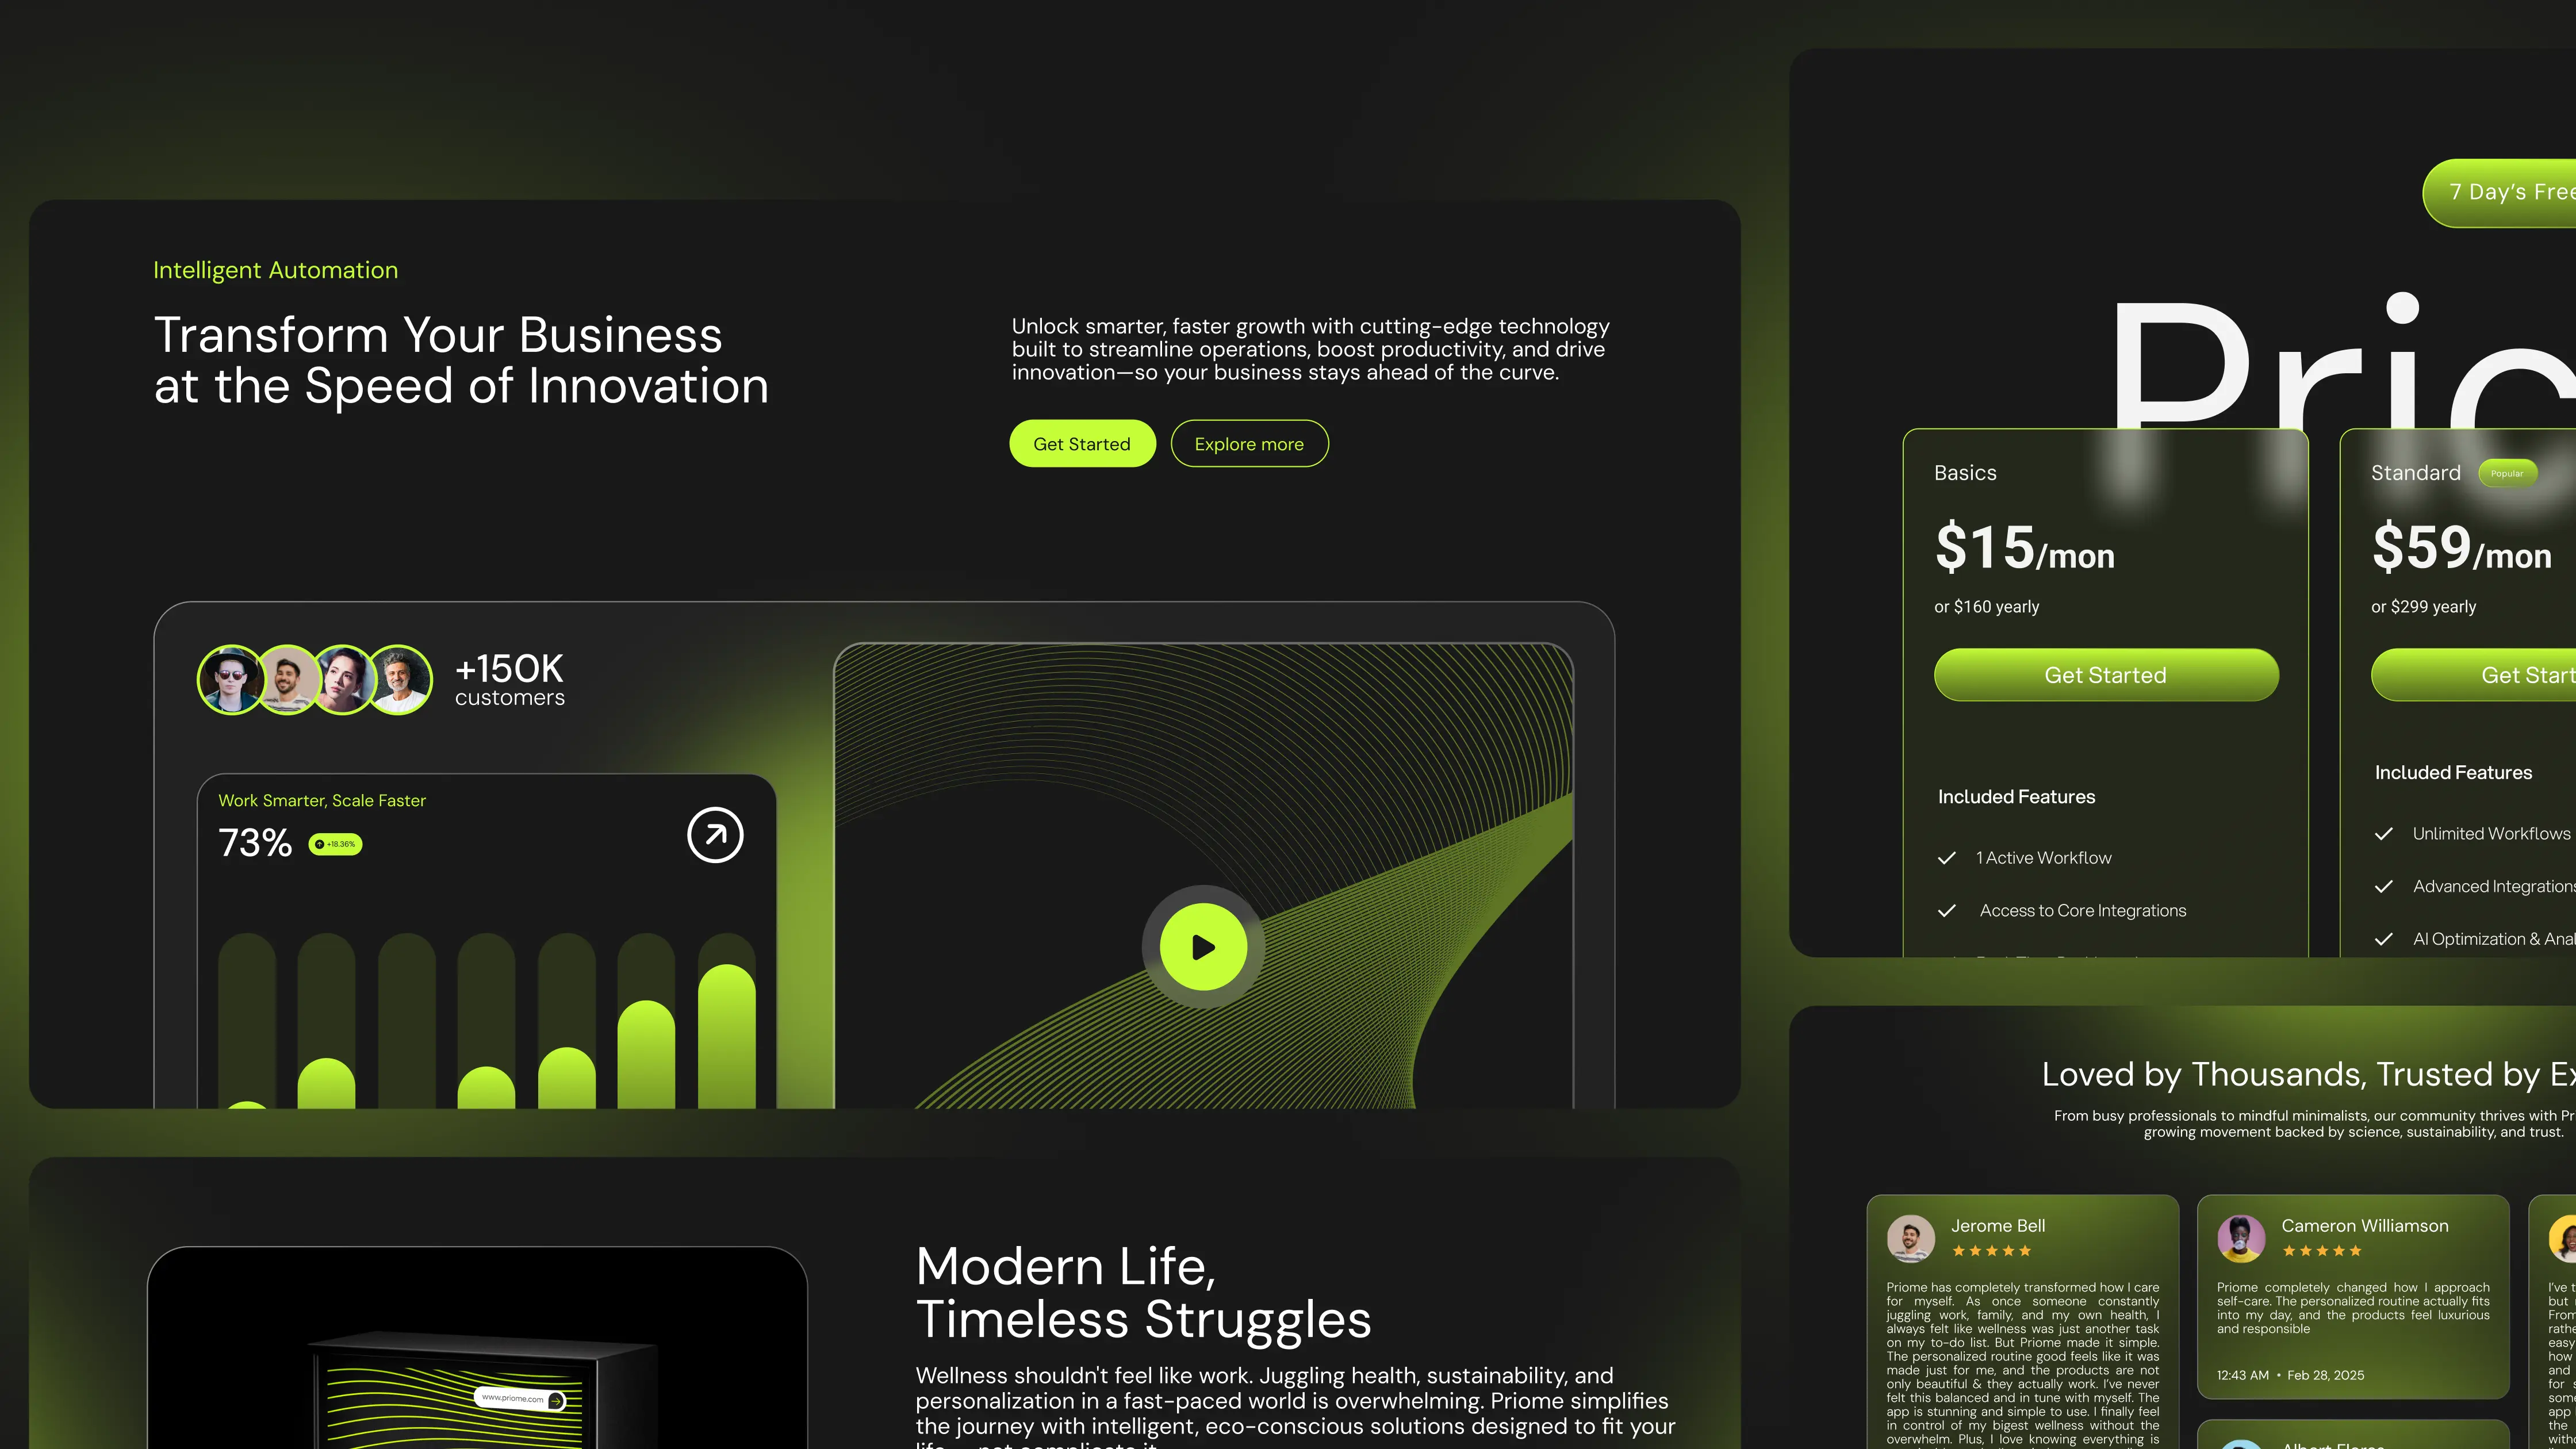 Intelligent Automation
Transform Your Business
at the Speed of Innovation
Unlock smarter, faster growth with cutting-edge technology
built to streamline operations, boost productivity, and drive
innovation—so your business stays ahead of the curve.
Get Started
Explore more
+150K
customers
Work Smarter, Scale Faster
73%
+18.36%
Modern Life,
Timeless Struggles
Wellness shouldn't feel like work. Juggling health, sustainability, and
personalization in a fast-paced world is overwhelming. Priome simplifies
the journey with intelligent, eco-conscious solutions designed to fit your
www.priome.com
7 Day's Free
Pric
Basics
$15/mon
or $160 yearly
Get Started
Included Features
1 Active Workflow
Access to Core Integrations
Standard
Popular
$59/mon
or $299 yearly
Get Start
Included Features
Unlimited Workflows
Advanced Integrations
AI Optimization & Anal
Loved by Thousands, Trusted by Ex
From busy professionals to mindful minimalists, our community thrives with Pr
growing movement backed by science, sustainability, and trust.
Jerome Bell
Priome has completely transformed how I care
for myself. As once someone constantly
juggling work, family, and my own health, I
always felt like wellness was just another task
on my to-do list. But Priome made it simple.
The personalized routine good feels like it was
made just for me, and the products are not
only beautiful & they actually work. I've never
felt this balanced and in tune with myself. The
app is stunning and simple to use. I finally feel
in control of my bigest wellness without the
overwhelm. Plus, I love knowing everything is
Cameron Williamson
Priome completely changed how I approach
self-care. The personalized routine actually fits
into my day, and the products feel luxurious
and responsible
12:43 AM • Feb 28, 2025
I've t
but
From
rathe
easy
how
and
for s
some
app
the
with